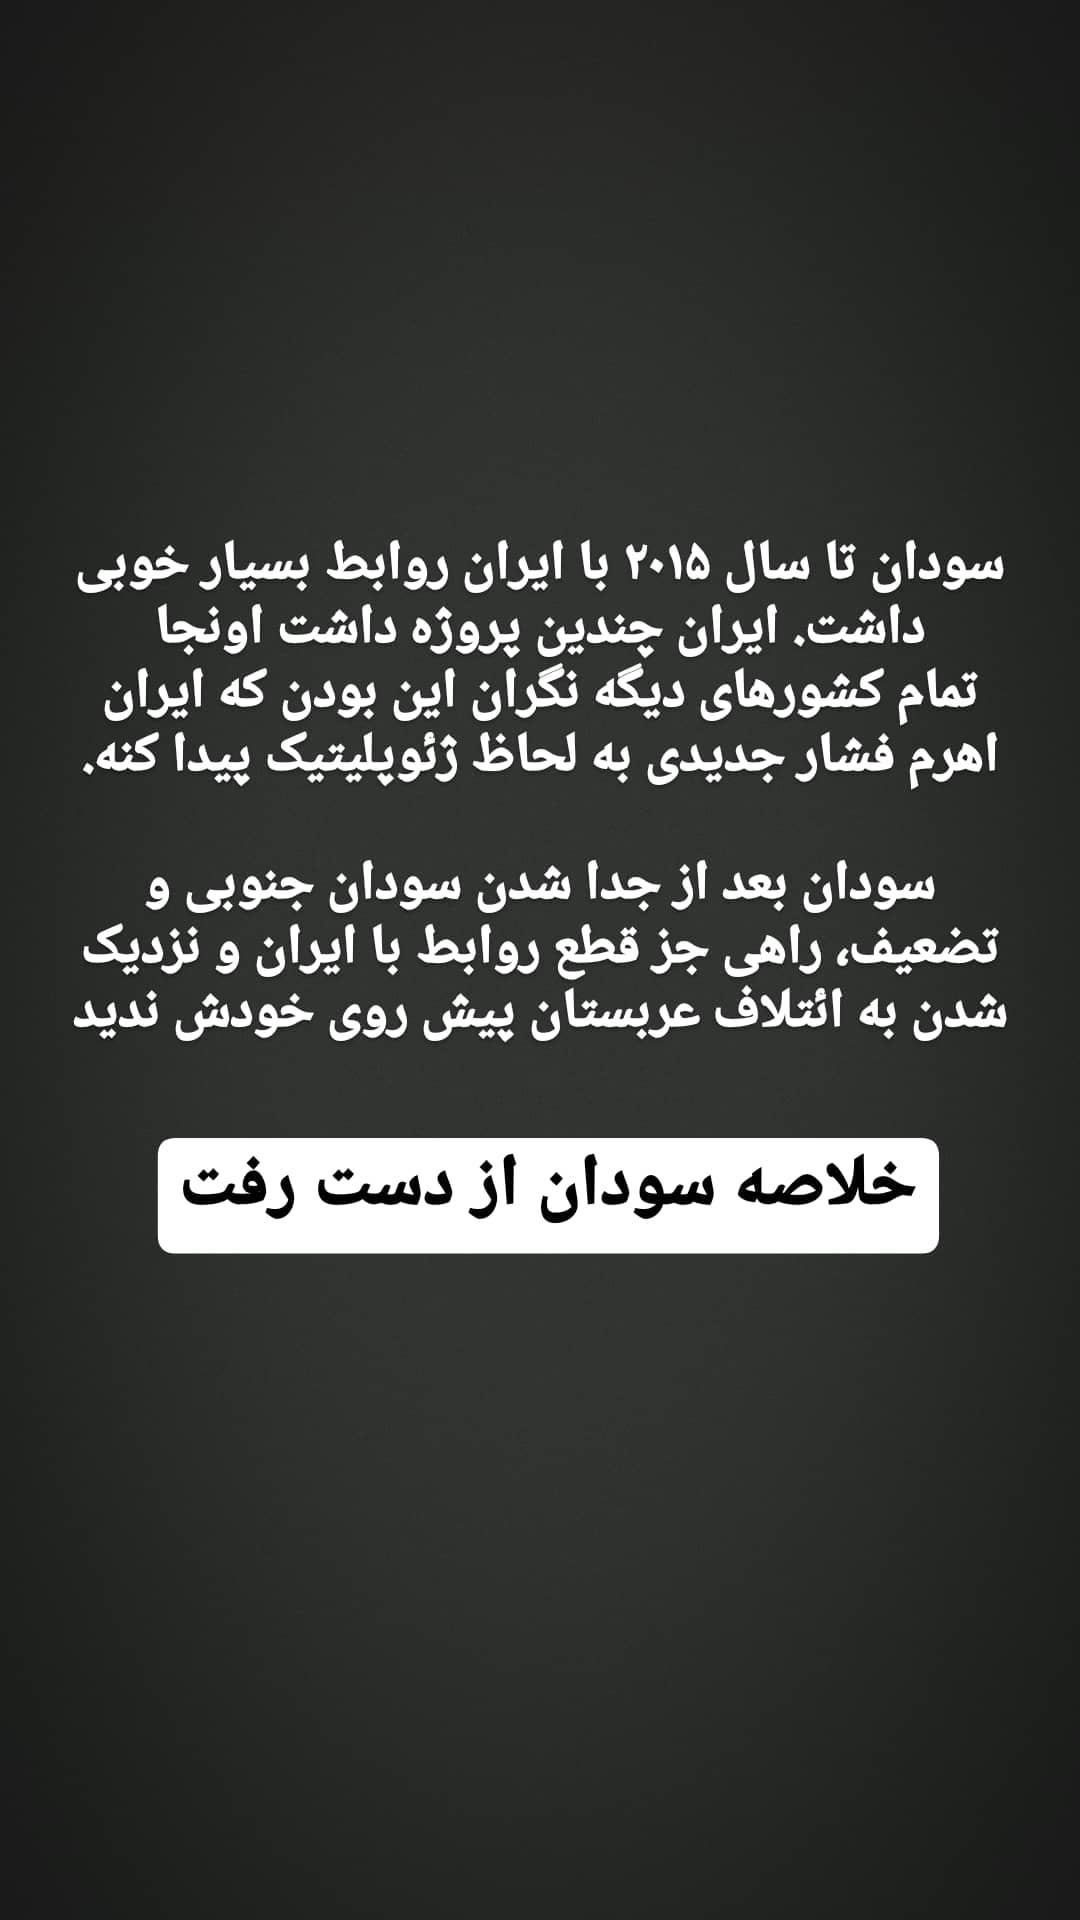 سودان تا سال ۲۰۱۵ با ایران روابط بسیار خوبی
داشت. ایران چندین پروژه داشت اونجا
تمام کشورهای دیگه نگران این بودن که ایران
اهرم فشار جدیدی به لحاظ ژئوپلیتیک پیدا کنه.
سودان بعد از جدا شدن سودان جنوبی و
تضعیف، راهی جز قطع روابط با ایران و نزدیک
شدن به ائتلاف عربستان پیش روی خودش ندید
خلاصه سودان از دست رفت